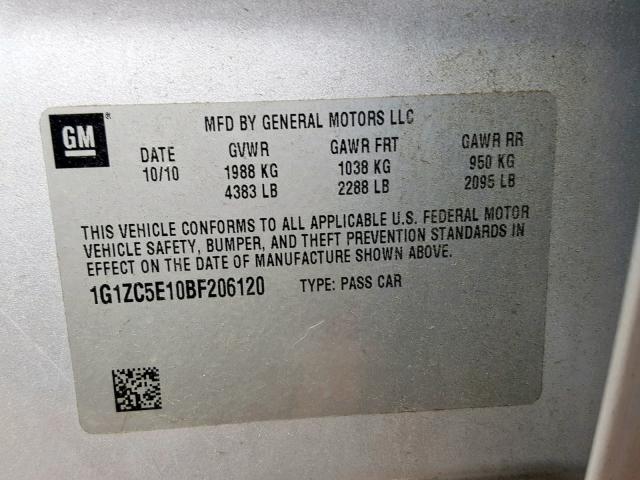 GM ®
MFD BY GENERAL MOTORS LLC
DATE GVWR GAWR FRT GAWR RR
10/10 1988 KG 1038 KG 950 KG
4383 LB 2288 LB 2095 LB
THIS VEHICLE CONFORMS TO ALL APPLICABLE U.S. FEDERAL MOTOR
VEHICLE SAFETY, BUMPER, AND THEFT PREVENTION STANDARDS IN
EFFECT ON THE DATE OF MANUFACTURE SHOWN ABOVE.
1G1ZC5E10BF206120 TYPE: PASS CAR